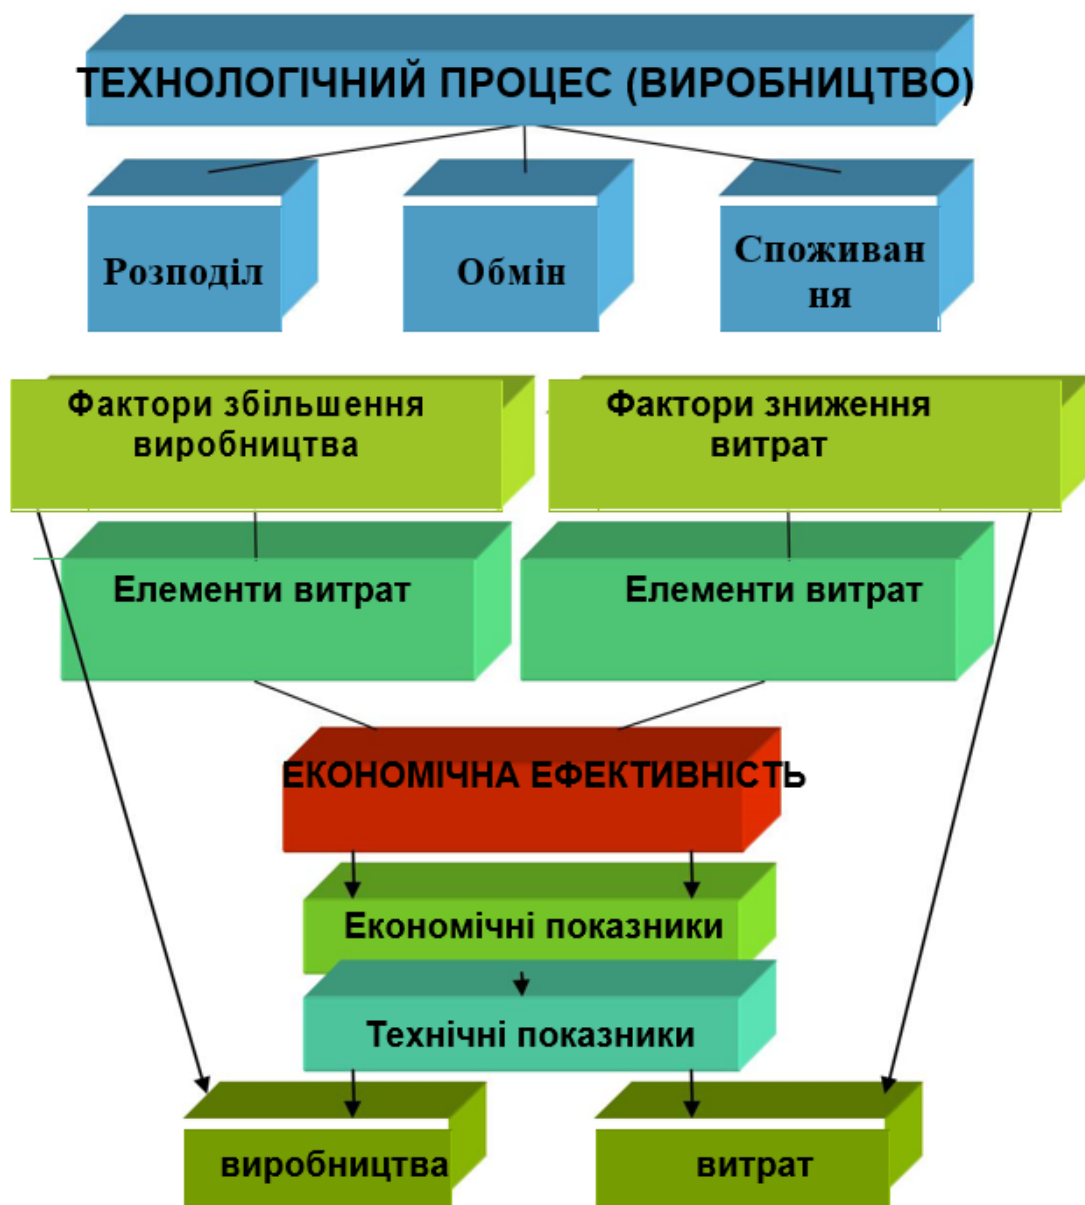 ТЕХНОЛОГІЧНИЙ ПРОЦЕС (ВИРОБНИЦТВО)
Розподіл
Обмін
Споживан
ня
Фактори збільшення
виробництва
Фактори зниження
витрат
Елементи витрат
Елементи витрат
ЕКОНОМІЧНА ЕФЕКТИВНІСТЬ
Економічні показники
Технічні показники
виробництва
витрат